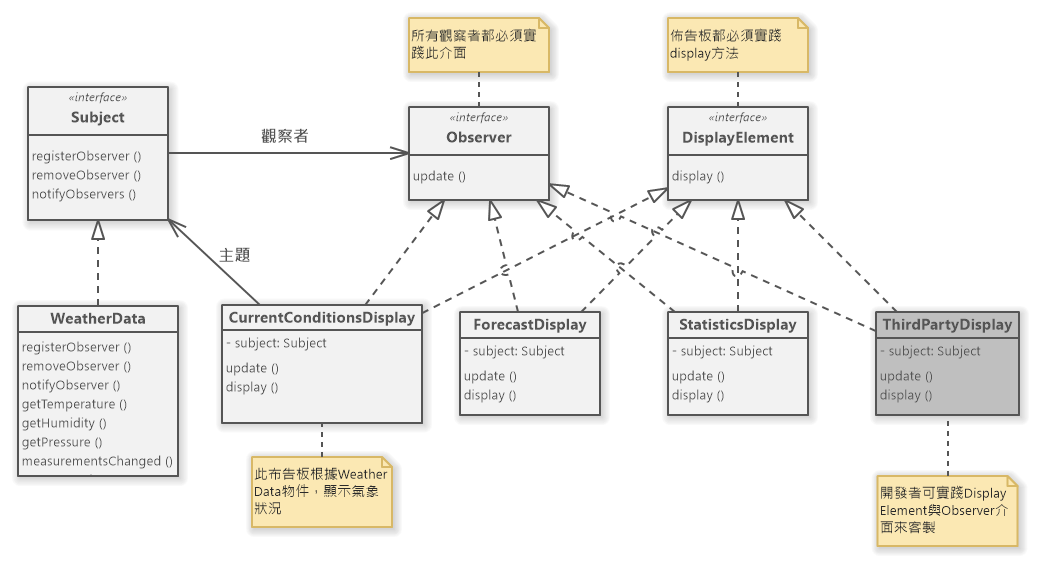 所有觀察者都必須實
踐此介面
佈告板都必須實踐
display方法
«interface»
Subject
registerObserver ()
removeObserver ()
notifyObservers ()
觀察者
«interface»
Observer
update ()
«interface»
DisplayElement
display ()
主題
WeatherData
registerObserver ()
removeObserver ()
notifyObserver ()
getTemperature ()
getHumidity ()
getPressure ()
measurementsChanged ()
CurrentConditionsDisplay
- subject: Subject
update ()
display ()
ForecastDisplay
- subject: Subject
update ()
display ()
StatisticsDisplay
- subject: Subject
update ()
display ()
ThirdPartyDisplay
- subject: Subject
update ()
display ()
此布告板根據Weather
Data物件，顯示氣象
狀況
開發者可實踐Display
Element與Observer介
面來客製